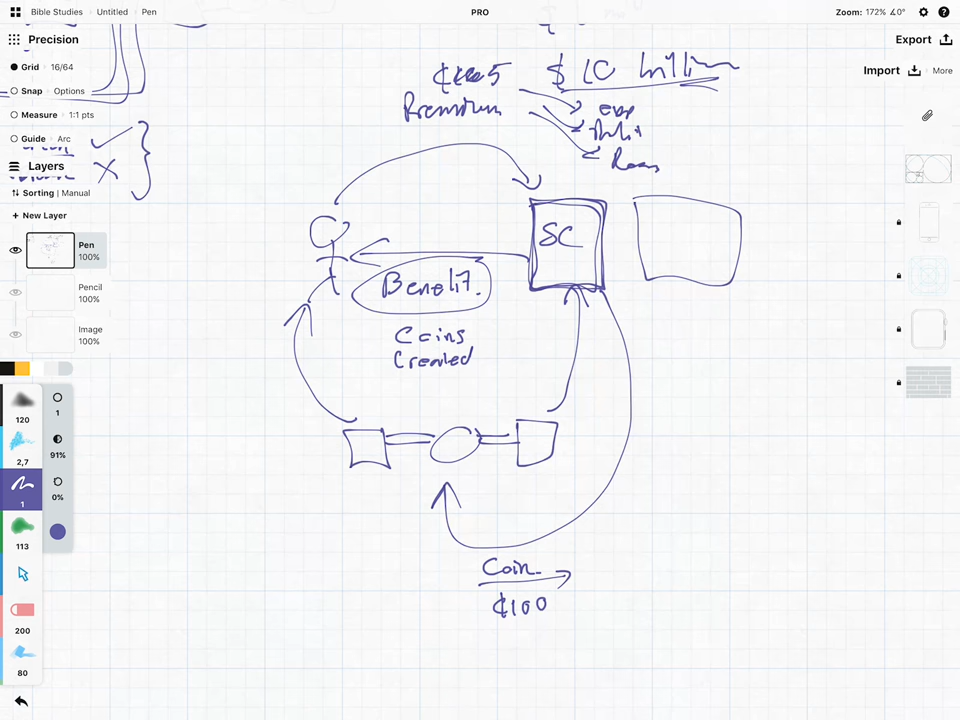 Bible Studies Untitled Pen PRO Zoom: 172% ∡0°
Precision Export
Grid 16/64
Import More
Snap Options
Measure 1:1 pts
Guide Arc
Layers
Sorting Manual
New Layer
Pen
100%
Pencil
100%
Image
100%
$ 10 billion
Premium
SC
Benefit.
Coins
Created
120
1
2,7
91%
1
0%
113
200
80
Coin
₵100